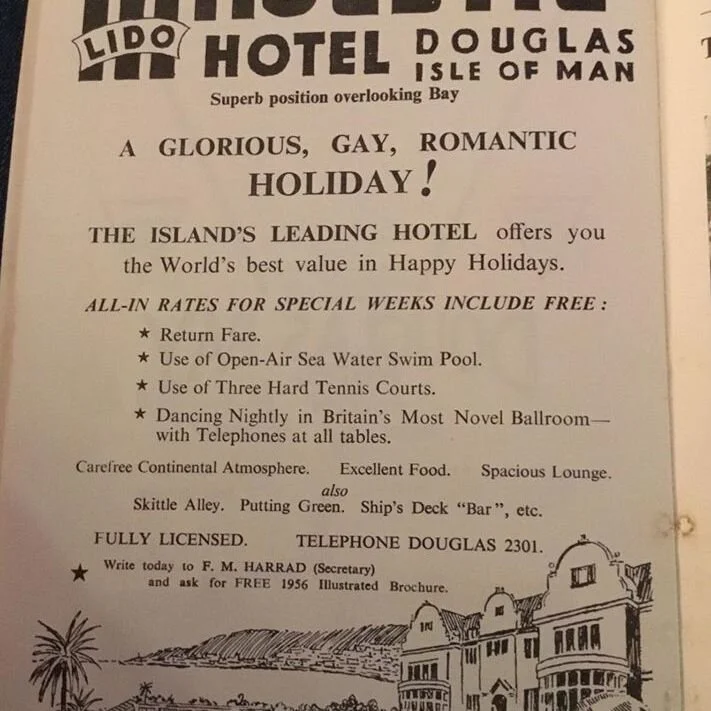 LIDO
HOTEL DOUGLAS
ISLE OF MAN
Superb position overlooking Bay
A GLORIOUS, GAY, ROMANTIC
HOLIDAY!
THE ISLAND'S LEADING HOTEL offers you
the World's best value in Happy Holidays.
ALL-IN RATES FOR SPECIAL WEEKS INCLUDE FREE :
★ Return Fare.
★ Use of Open-Air Sea Water Swim Pool.
★ Use of Three Hard Tennis Courts.
★ Dancing Nightly in Britain's Most Novel Ballroom—
with Telephones at all tables.
Carefree Continental Atmosphere. Excellent Food. Spacious Lounge.
also
Skittle Alley. Putting Green. Ship's Deck "Bar", etc.
FULLY LICENSED. TELEPHONE DOUGLAS 2301.
★ Write today to F. M. HARRAD (Secretary)
and ask for FREE 1956 Illustrated Brochure.